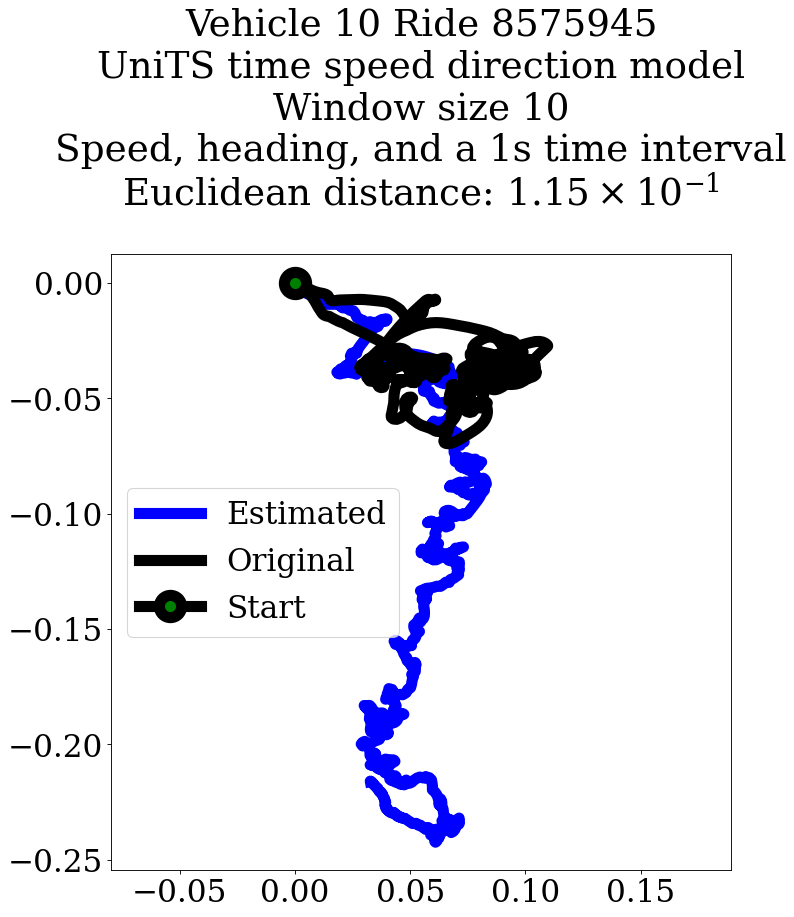 Vehicle 10 Ride 8575945
UniTS time speed direction model
Window size 10
Speed, heading, and a 1s time interval
Euclidean distance: 1.15 × 10⁻¹
0.00
−0.05
−0.10
−0.15
−0.20
−0.25
Estimated
Original
Start
−0.05 0.00 0.05 0.10 0.15